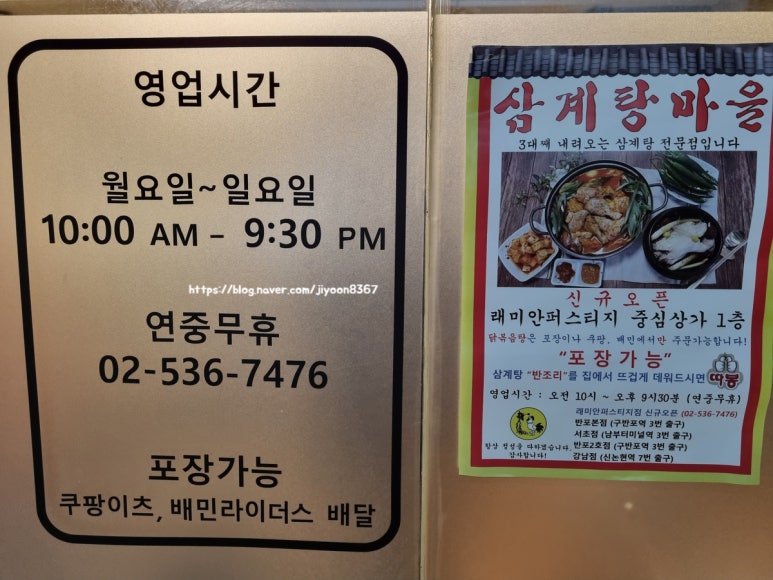 영업시간
월요일~일요일
10:00 AM - 9:30 PM
https://blog.naver.com/jiyoon8367
연중무휴
02-536-7476
포장가능
쿠팡이츠, 배민라이더스 배달
삼계탕마을
3대째 내려오는 삼계탕 전문점입니다
신규오픈
래미안퍼스티지 중심상가 1층
닭볶음탕은 포장이나 쿠팡, 배민에서만 주문가능합니다!
"포장가능"
삼계탕 "반조리"를 집에서 뜨겁게 데워드시면 따봉
영업시간 : 오전 10시 ~ 오후 9시30분 (연중무휴)
래미안퍼스티지점 신규오픈 (02-536-7476)
반포본점 (구반포역 3번 출구)
서초점 (남부터미널역 3번 출구)
반포2호점 (구반포역 3번 출구)
강남점 (신논현역 7번 출구)
항상 정성을 다하겠습니다.
감사합니다!